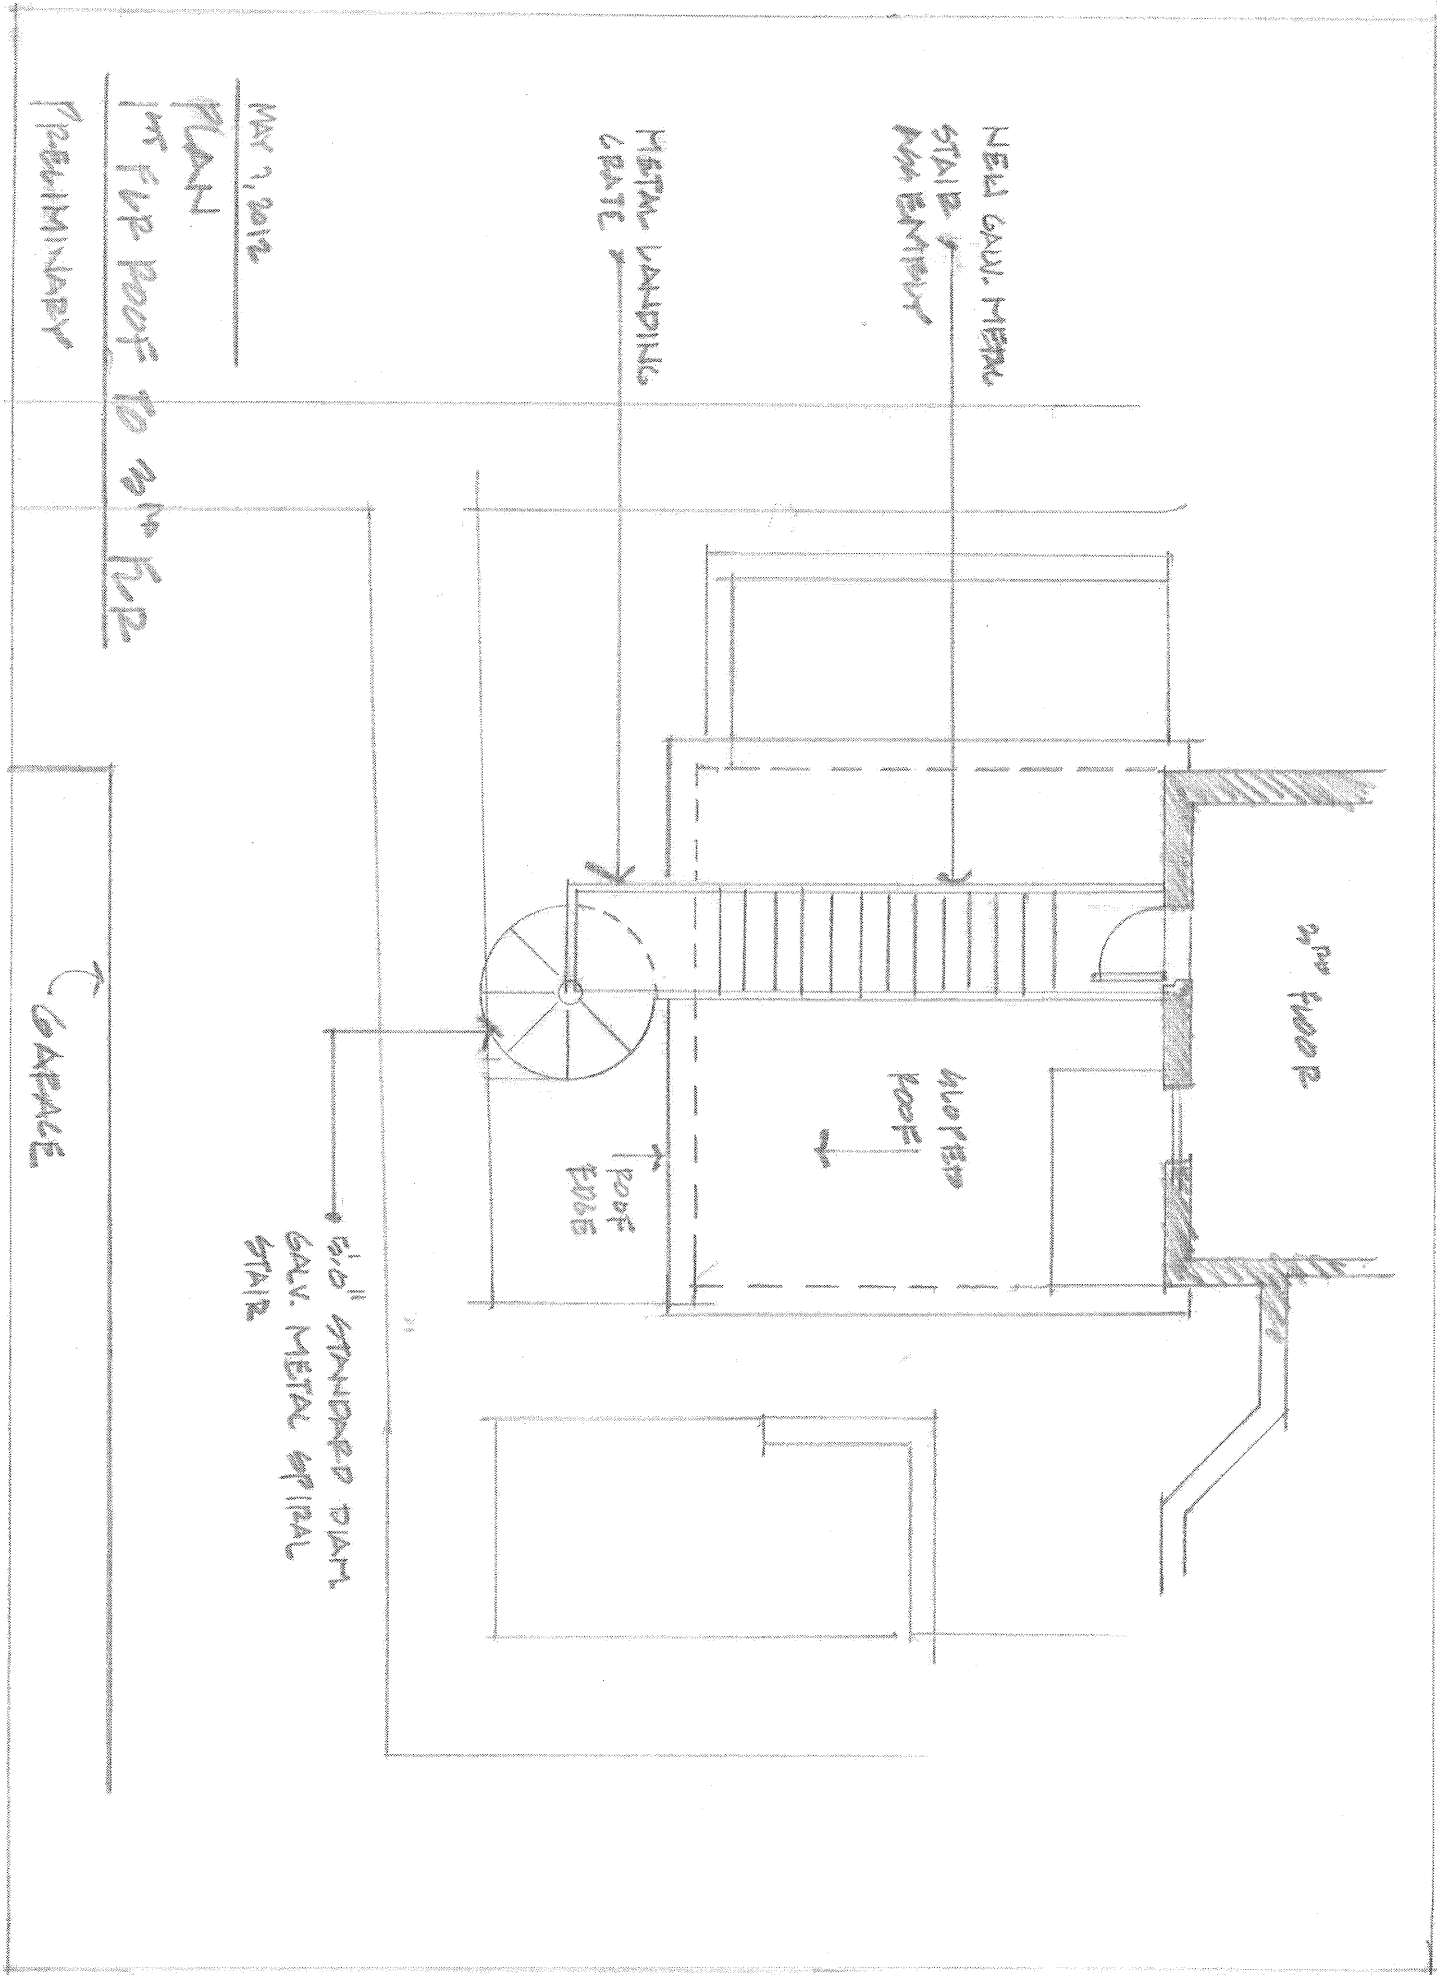 2ND FLOOR
NEW GALV. METAL
STAIR
ASSEMBLY
SLOPED
ROOF
METAL LANDING
GRATE
ROOF
EDGE
5'0" STANDARD DIAM
GALV. METAL SPIRAL
STAIR
MAY 7, 2012
PLAN
1ST FLR ROOF TO 2ND FLR
PRELIMINARY
GARAGE